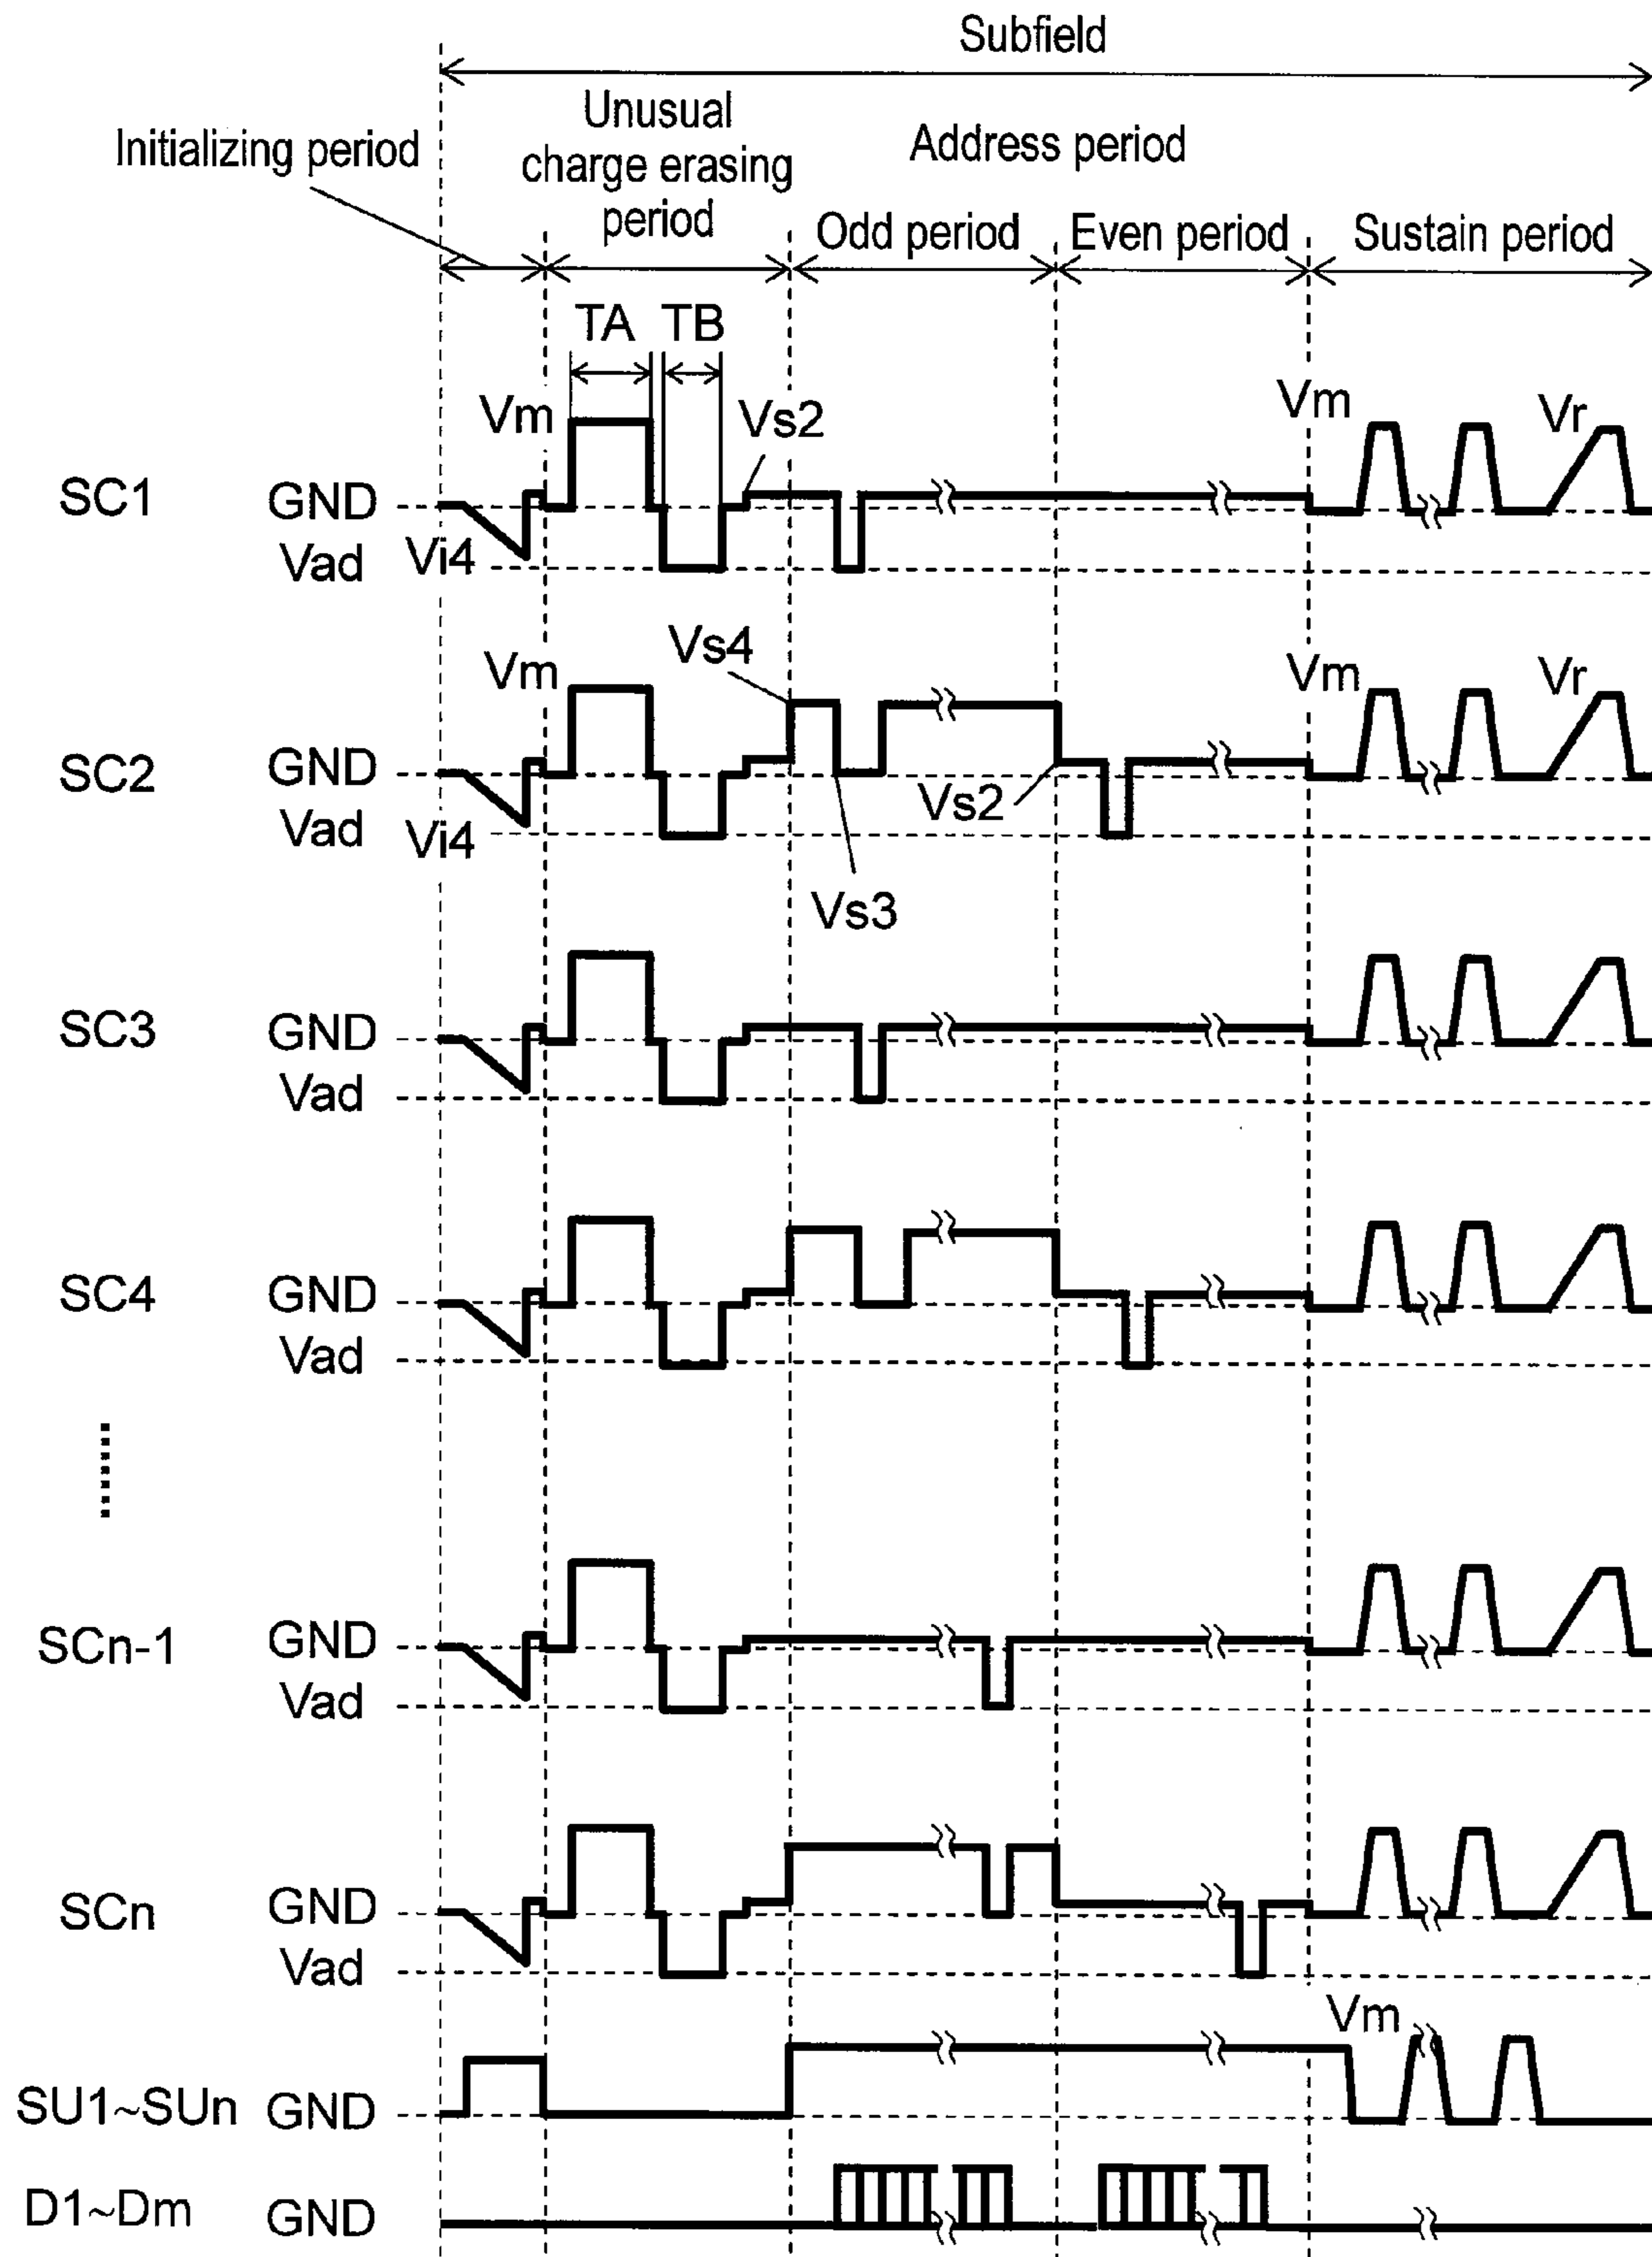 Subfield
Initializing period
Unusual
charge erasing
period
Address period
Odd period
Even period
Sustain period
TA
TB
SC1
GND
Vad
Vm
Vi4
Vs2
Vm
Vr
SC2
GND
Vad
Vm
Vi4
Vs4
Vs3
Vs2
Vm
Vr
SC3
GND
Vad
SC4
GND
Vad
SCn-1
GND
Vad
SCn
GND
Vad
Vm
SU1~SUn
GND
D1~Dm
GND